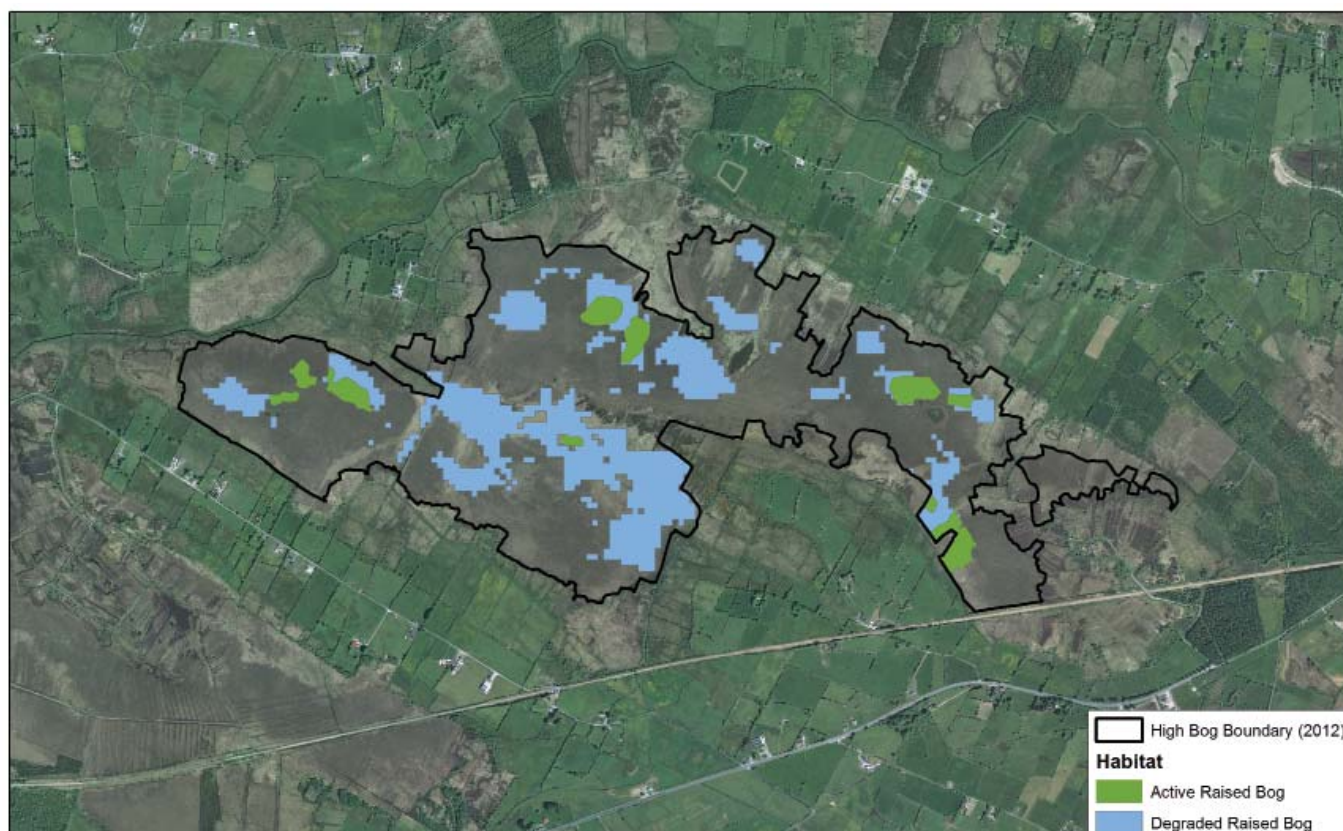 High Bog Boundary (2012)
Habitat
Active Raised Bog
Degraded Raised Bog